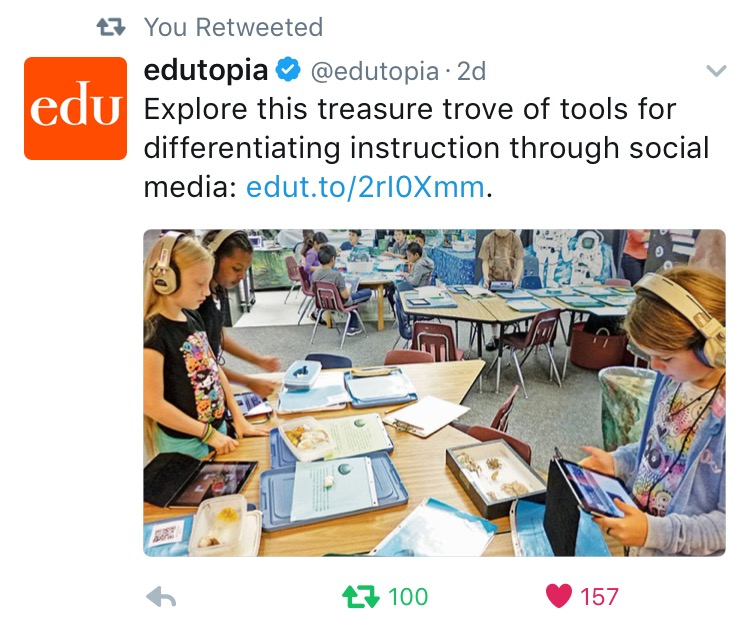 You Retweeted
edutopia @edutopia · 2d
edu
Explore this treasure trove of tools for
differentiating instruction through social
media: edut.to/2rl0Xmm.
100 157